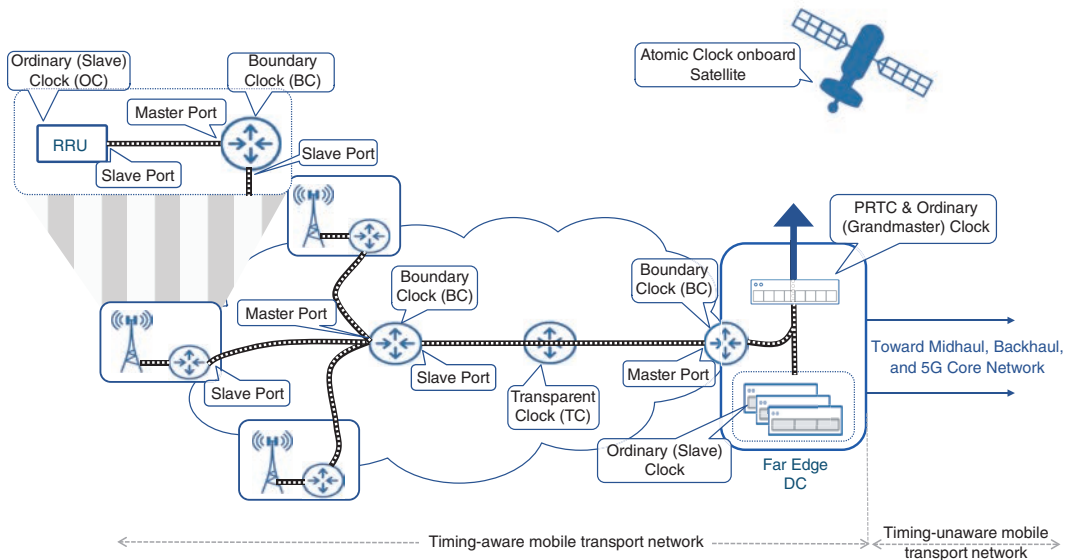 Ordinary (Slave)
Clock (OC)
Boundary
Clock (BC)
Atomic Clock onboard
Satellite
Master Port
RRU
Slave Port
Slave Port
PRTC & Ordinary
(Grandmaster) Clock
Boundary
Clock (BC)
Boundary
Clock (BC)
Master Port
Slave Port
Slave Port
Transparent
Clock (TC)
Master Port
Toward Midhaul, Backhaul,
and 5G Core Network
Ordinary (Slave)
Clock
Far Edge
DC
Timing-aware mobile transport network
Timing-unaware mobile
transport network